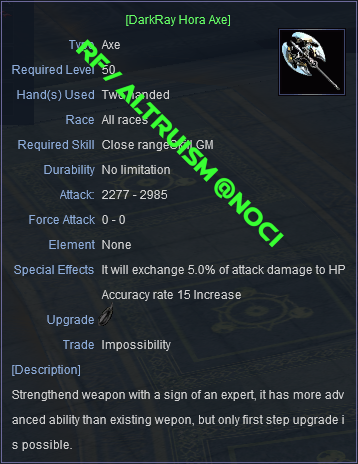 [DarkRay Hora Axe]
Type Axe
Required Level 50
Hand(s) Used Two handed
Race All races
Required Skill Close range Skill GM
Durability No limitation
Attack: 2277 - 2985
Force Attack 0 - 0
Element None
Special Effects It will exchange 5.0% of attack damage to HP
Accuracy rate 15 Increase
Upgrade
Trade Impossibility
[Description]
Strengthend weapon with a sign of an expert, it has more adv
anced ability than existing wepon, but only first step upgrade i
s possible.
RF/ ALTRUISM @NOCI